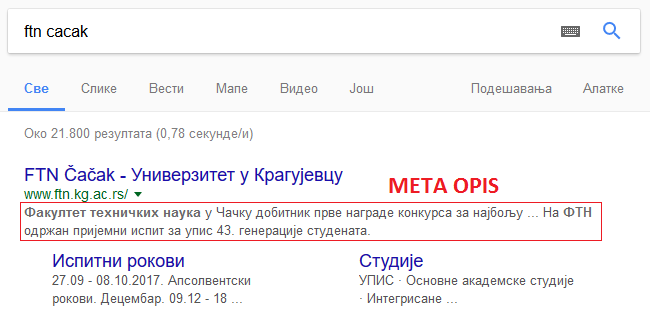 ftn cacak
Све Слике Вести Мапе Видео Још Подешавања Алатке
Око 21.800 резултата (0,78 секунде/и)
FTN Čačak - Универзитет у Крагујевцу
www.ftn.kg.ac.rs/
META OPIS
Факултет техничких наука у Чачку добитник прве награде конкурса за најбољу ... На ФТН
одржан пријемни испит за упис 43. генерације студената.
Испитни рокови
27.09 - 08.10.2017. Апсолвентски
рокови. Децембар. 09.12 - 18 ...
Студије
УПИС · Основне академске студије
· Интегрисане ...